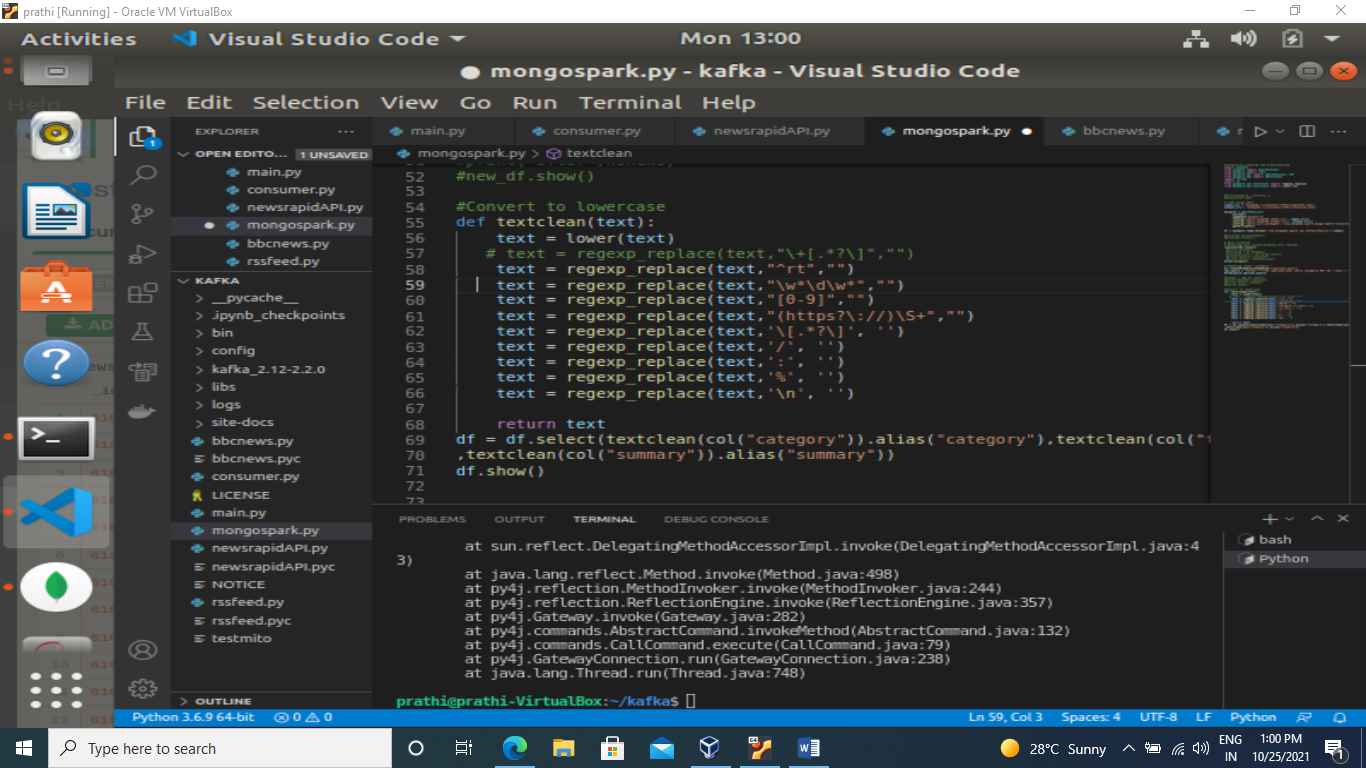 prathi [Running] - Oracle VM VirtualBox
Activities Visual Studio Code Mon 13:00
mongospark.py - kafka - Visual Studio Code
File Edit Selection View Go Run Terminal Help
EXPLORER
OPEN EDITO... 1 UNSAVED
main.py
consumer.py
newsrapidAPI.py
mongospark.py
bbcnews.py
rssfeed.py
KAFKA
__pycache__
.ipynb_checkpoints
bin
config
kafka_2.12-2.2.0
libs
logs
site-docs
bbcnews.py
bbcnews.pyc
consumer.py
LICENSE
main.py
mongospark.py
newsrapidAPI.py
newsrapidAPI.pyc
NOTICE
rssfeed.py
rssfeed.pyc
testmito
OUTLINE
main.py consumer.py newsrapidAPI.py mongospark.py bbcnews.py
mongospark.py > textclean
52 #new_df.show()
53
54 #Convert to lowercase
55 def textclean(text):
56 text = lower(text)
57 # text = regexp_replace(text,"\+[.*?\]","")
58 text = regexp_replace(text,"^rt","")
59 text = regexp_replace(text,"\w*\d\w*","")
60 text = regexp_replace(text,"[0-9]","")
61 text = regexp_replace(text,"(https?\://)\S+","")
62 text = regexp_replace(text,'\[.*?\]', '')
63 text = regexp_replace(text,'/', '')
64 text = regexp_replace(text,':', '')
65 text = regexp_replace(text,'%', '')
66 text = regexp_replace(text,'\n', '')
67
68 return text
69 df = df.select(textclean(col("category")).alias("category"),textclean(col("
70 ,textclean(col("summary")).alias("summary"))
71 df.show()
72
73
PROBLEMS OUTPUT TERMINAL DEBUG CONSOLE
at sun.reflect.DelegatingMethodAccessorImpl.invoke(DelegatingMethodAccessorImpl.java:4
3)
at java.lang.reflect.Method.invoke(Method.java:498)
at py4j.reflection.MethodInvoker.invoke(MethodInvoker.java:244)
at py4j.reflection.ReflectionEngine.invoke(ReflectionEngine.java:357)
at py4j.Gateway.invoke(Gateway.java:282)
at py4j.commands.AbstractCommand.invokeMethod(AbstractCommand.java:132)
at py4j.commands.CallCommand.execute(CallCommand.java:79)
at py4j.GatewayConnection.run(GatewayConnection.java:238)
at java.lang.Thread.run(Thread.java:748)
prathi@prathi-VirtualBox:~/kafka$
bash
Python
Python 3.6.9 64-bit 0 0 Ln 59, Col 3 Spaces: 4 UTF-8 LF Python
Type here to search
28°C Sunny
ENG
IN
1:00 PM
10/25/2021